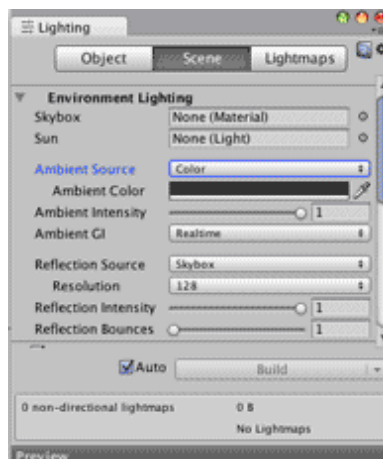 Lighting
Object Scene Lightmaps
Environment Lighting
Skybox None (Material)
Sun None (Light)
Ambient Source Color
Ambient Color
Ambient Intensity 1
Ambient GI Realtime
Reflection Source Skybox
Resolution 128
Reflection Intensity 1
Reflection Bounces 1
Auto Build
0 non-directional lightmaps 0 B
No Lightmaps
Preview